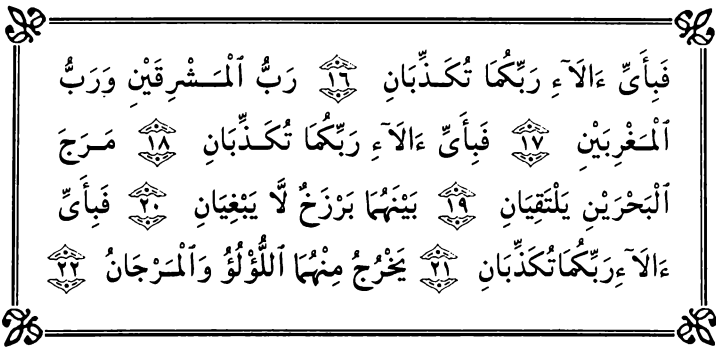 فَبِأَىِّ ءَالَآءِ رَبِّكُمَا تُكَذِّبَانِ ١٦ رَبُّ ٱلْمَشْرِقَيْنِ وَرَبُّ
ٱلْمَغْرِبَيْنِ ١٧ فَبِأَىِّ ءَالَآءِ رَبِّكُمَا تُكَذِّبَانِ ١٨ مَرَجَ
ٱلْبَحْرَيْنِ يَلْتَقِيَانِ ١٩ بَيْنَهُمَا بَرْزَخٌ لَّا يَبْغِيَانِ ٢٠ فَبِأَىِّ
ءَالَآءِ رَبِّكُمَا تُكَذِّبَانِ ٢١ يَخْرُجُ مِنْهُمَا ٱللُّؤْلُؤُ وَٱلْمَرْجَانُ ٢٢